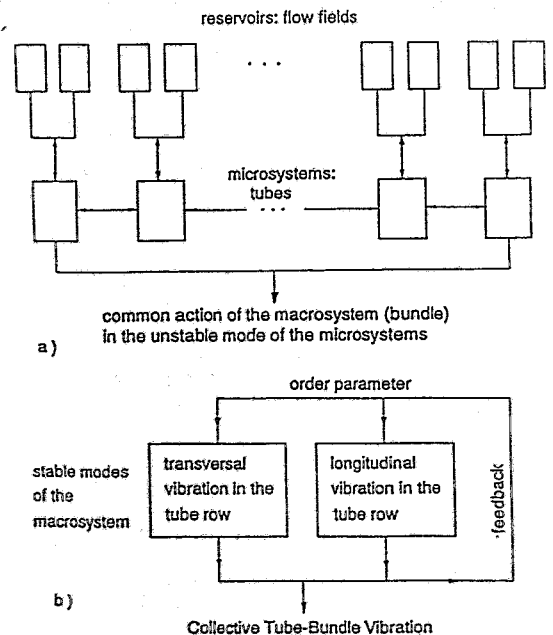 reservoirs: flow fields
. . .
microsystems:
tubes
. . .
common action of the macrosystem (bundle)
in the unstable mode of the microsystems
a)
order parameter
stable modes
of the
macrosystem
transversal
vibration in the
tube row
longitudinal
vibration in the
tube row
feedback
b)
Collective Tube-Bundle Vibration